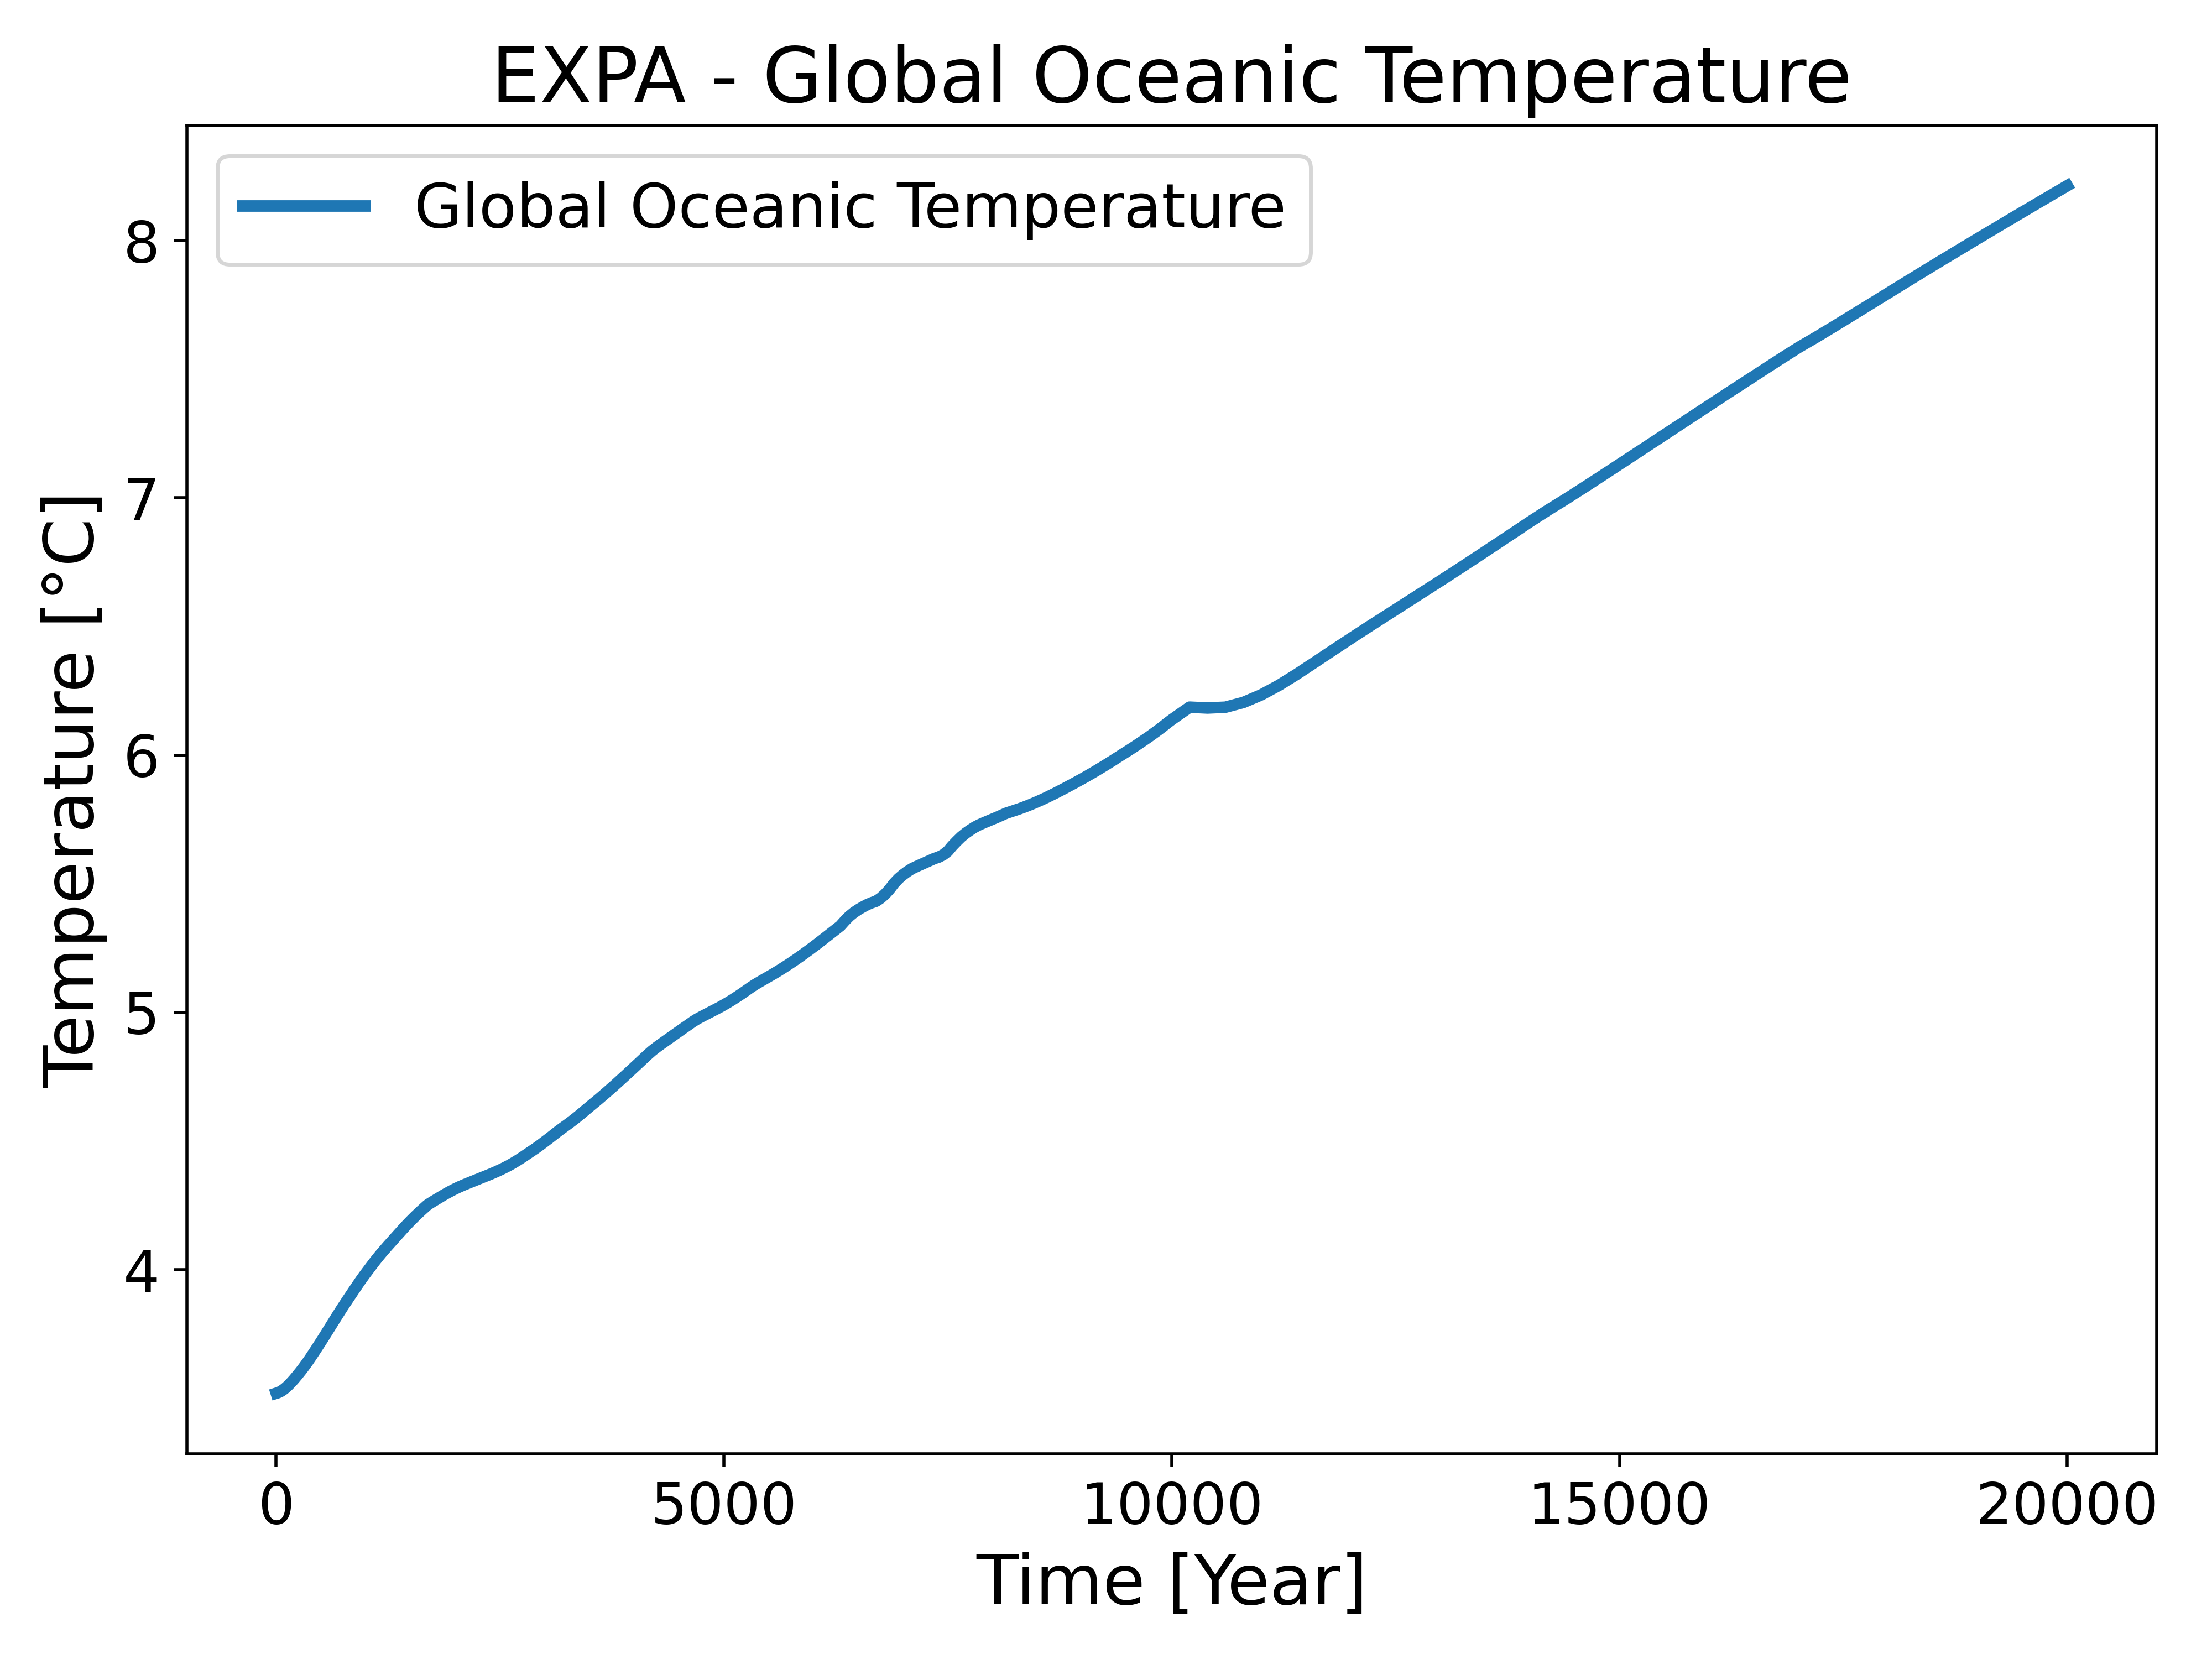 EXPA - Global Oceanic Temperature
Global Oceanic Temperature
Temperature [°C]
8
7
6
5
4
0 5000 10000 15000 20000
Time [Year]